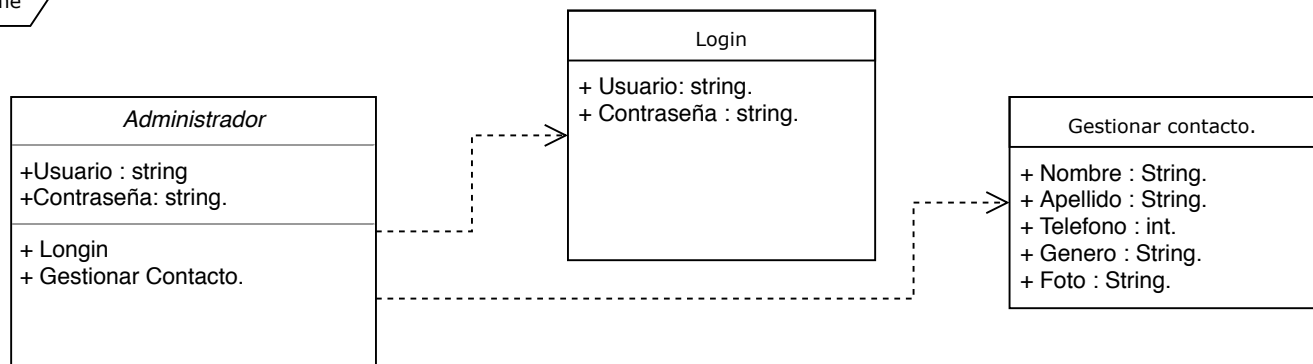 Administrador
+Usuario : string
+Contraseña: string.
+ Longin
+ Gestionar Contacto.
Login
+ Usuario: string.
+ Contraseña : string.
Gestionar contacto.
+ Nombre : String.
+ Apellido : String.
+ Telefono : int.
+ Genero : String.
+ Foto : String.